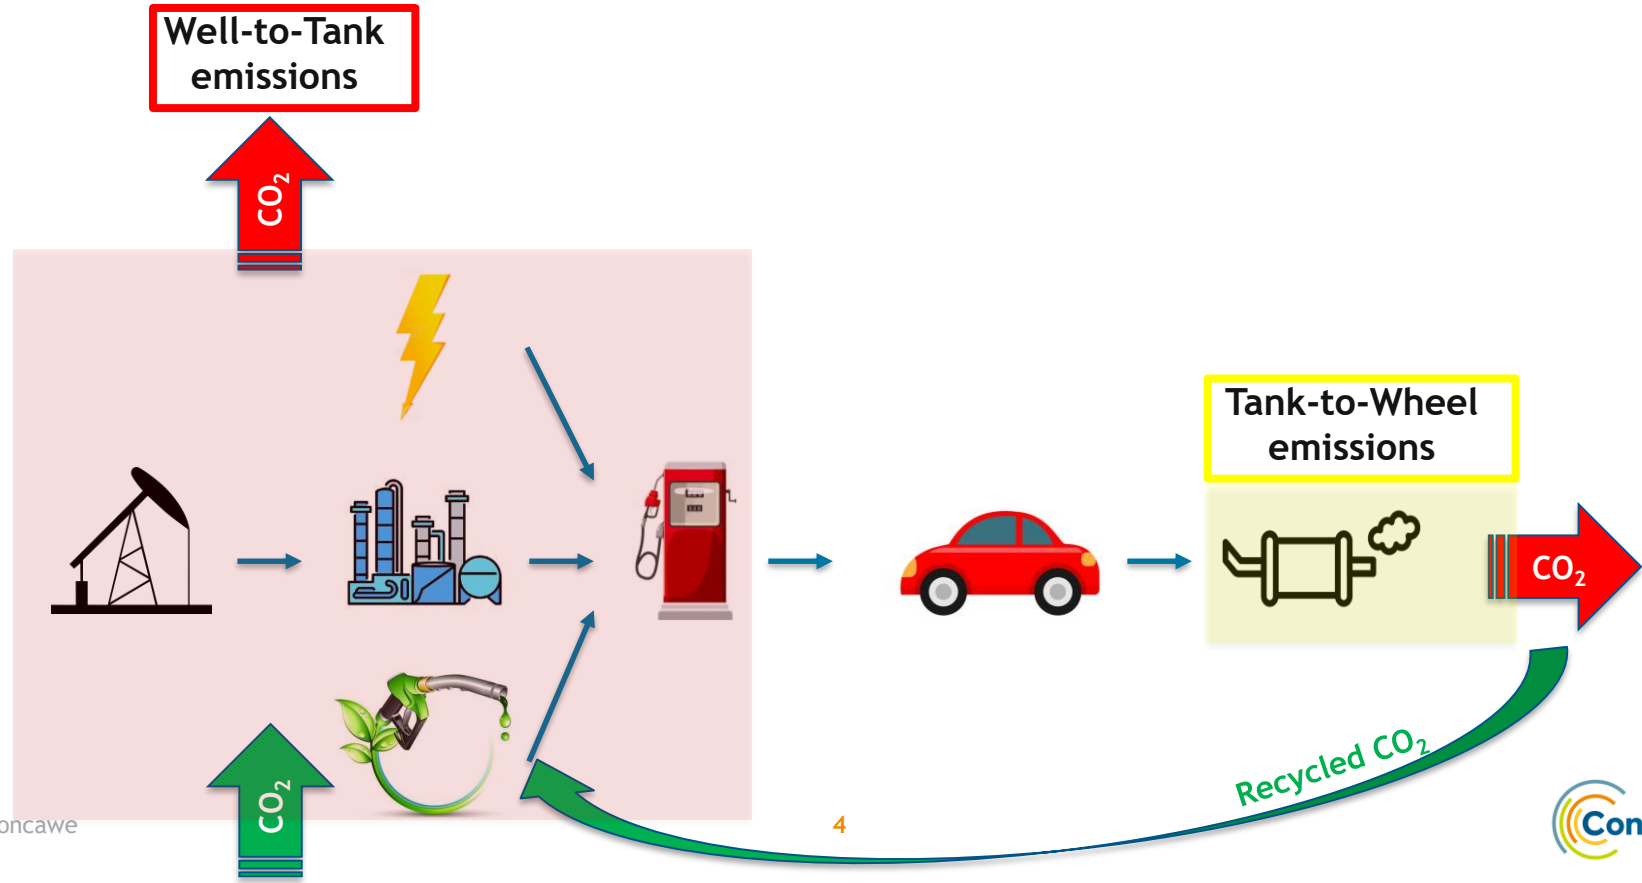 Well-to-Tank
emissions
CO₂
Tank-to-Wheel
emissions
CO₂
Recycled CO₂
CO₂
oncawe
4
Con